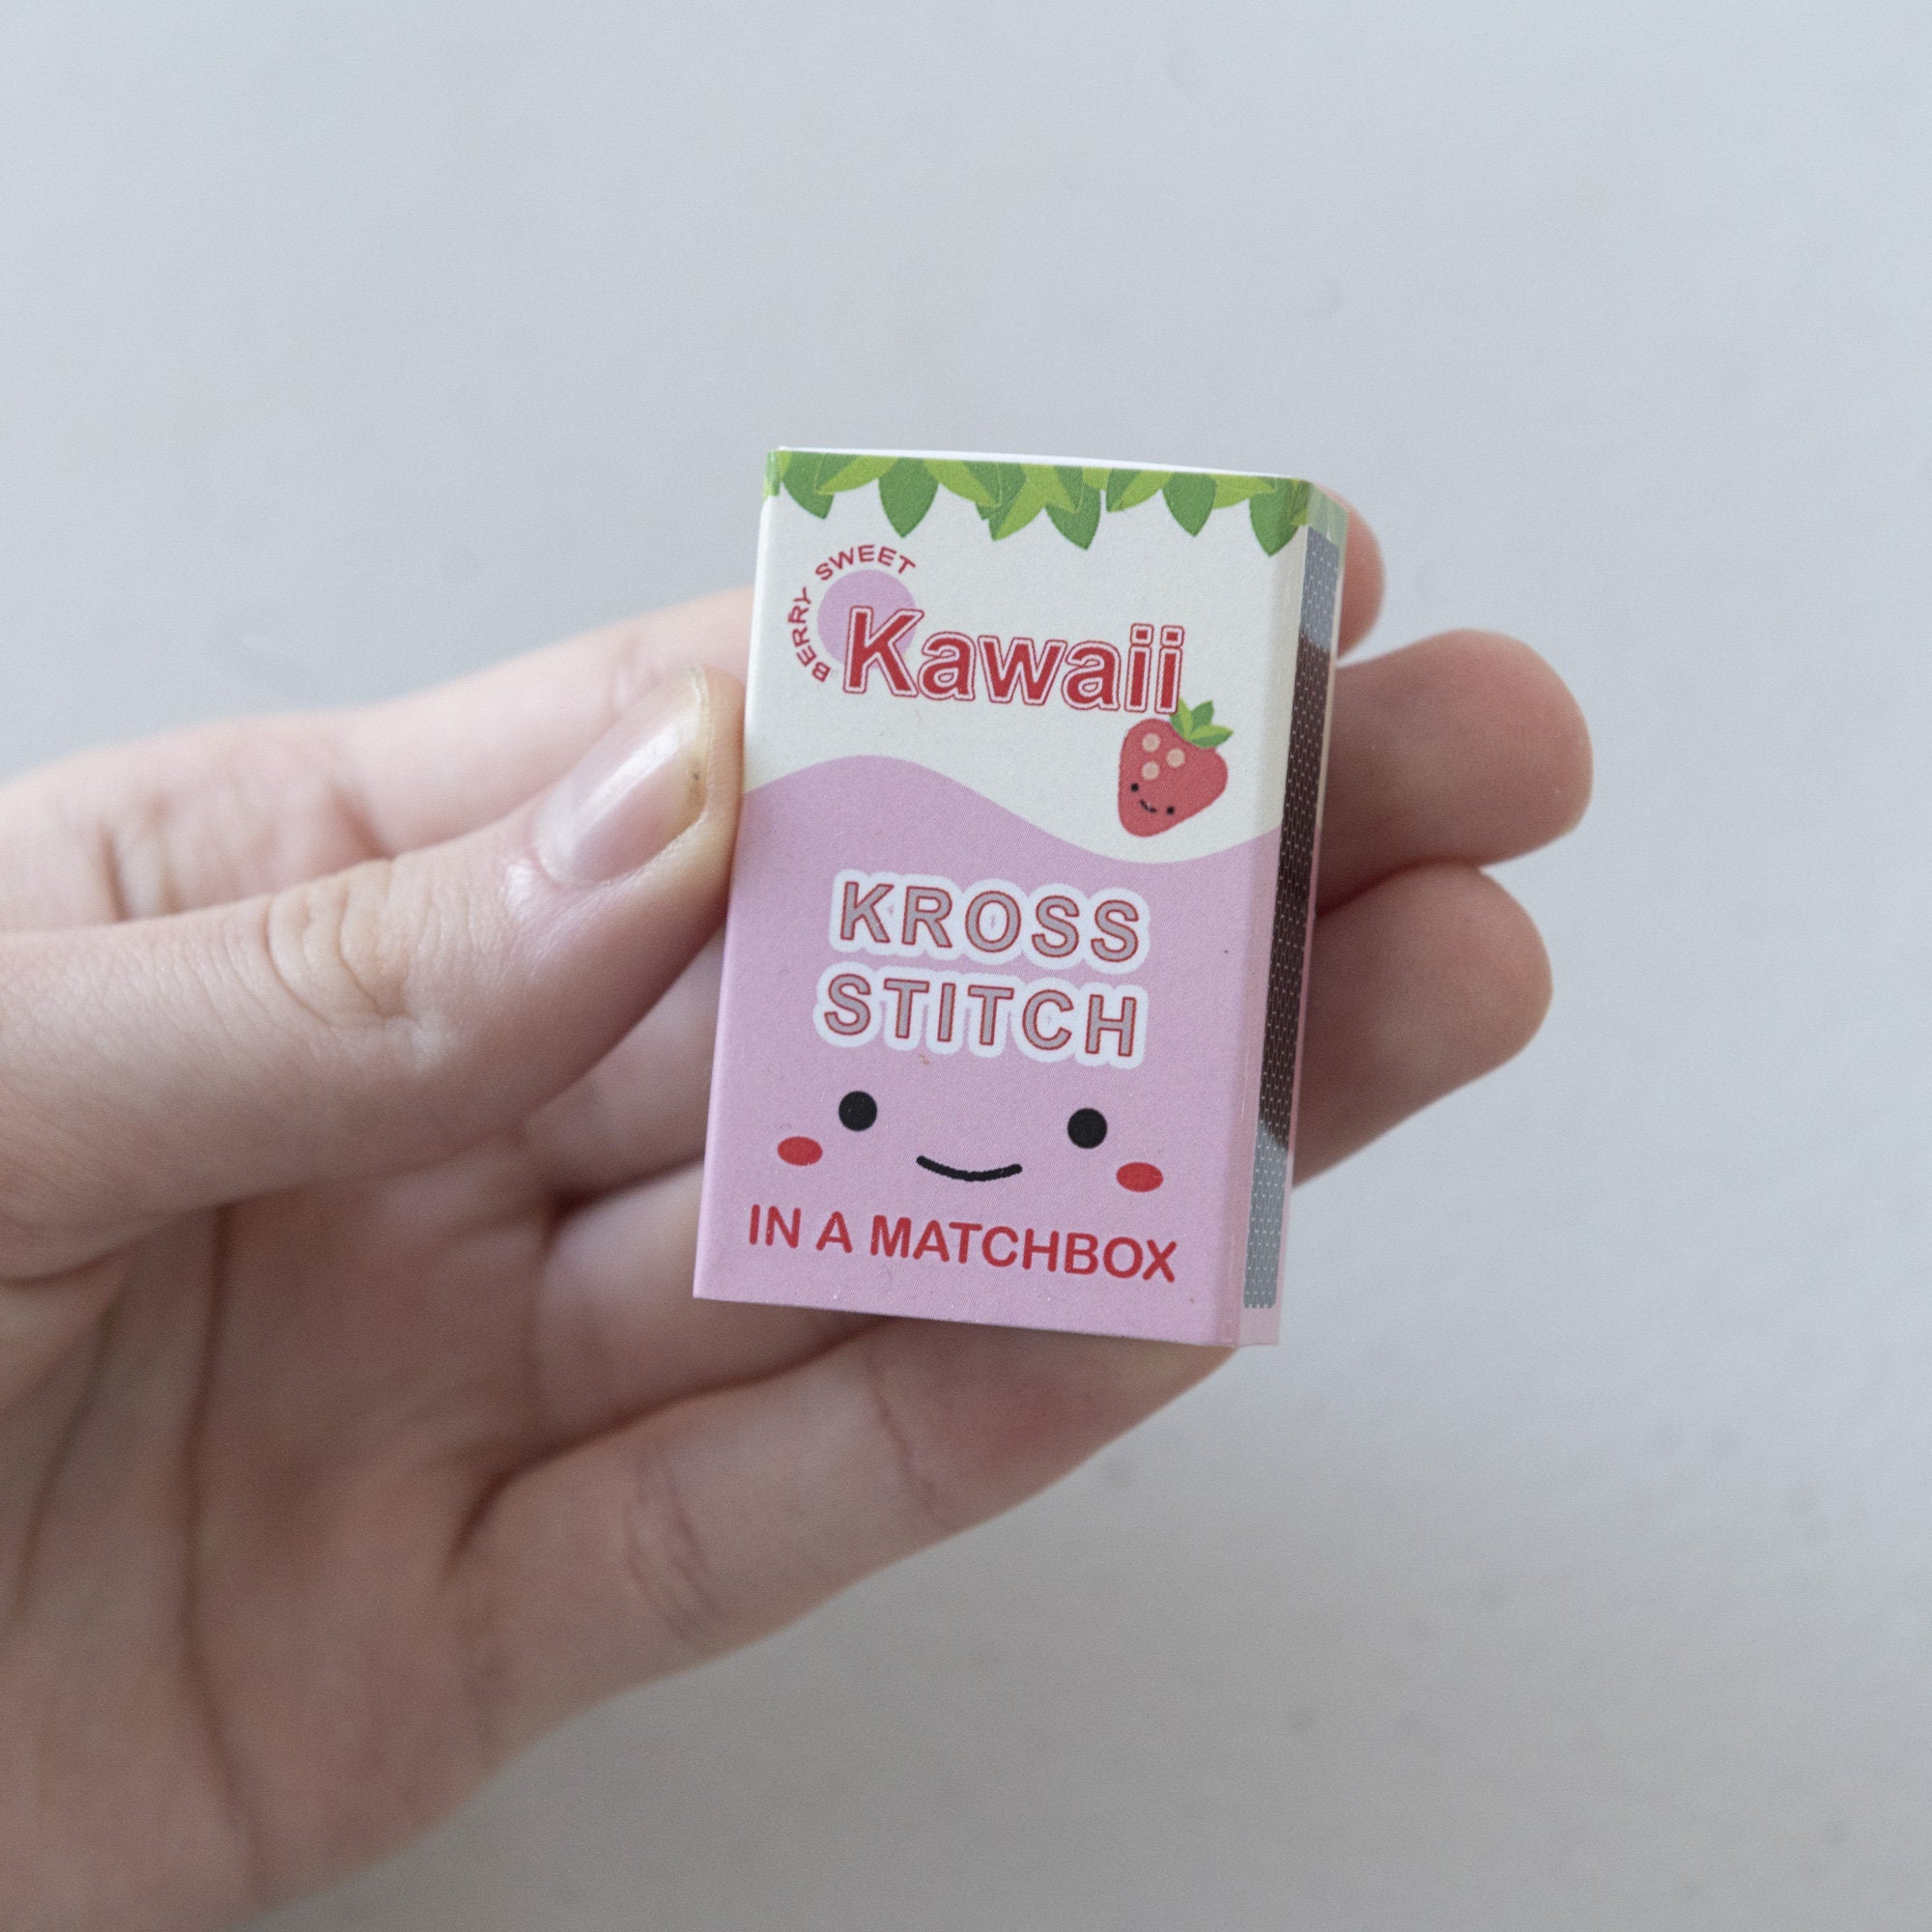 BERRY SWEET
Kawaii
KROSS
STITCH
IN A MATCHBOX